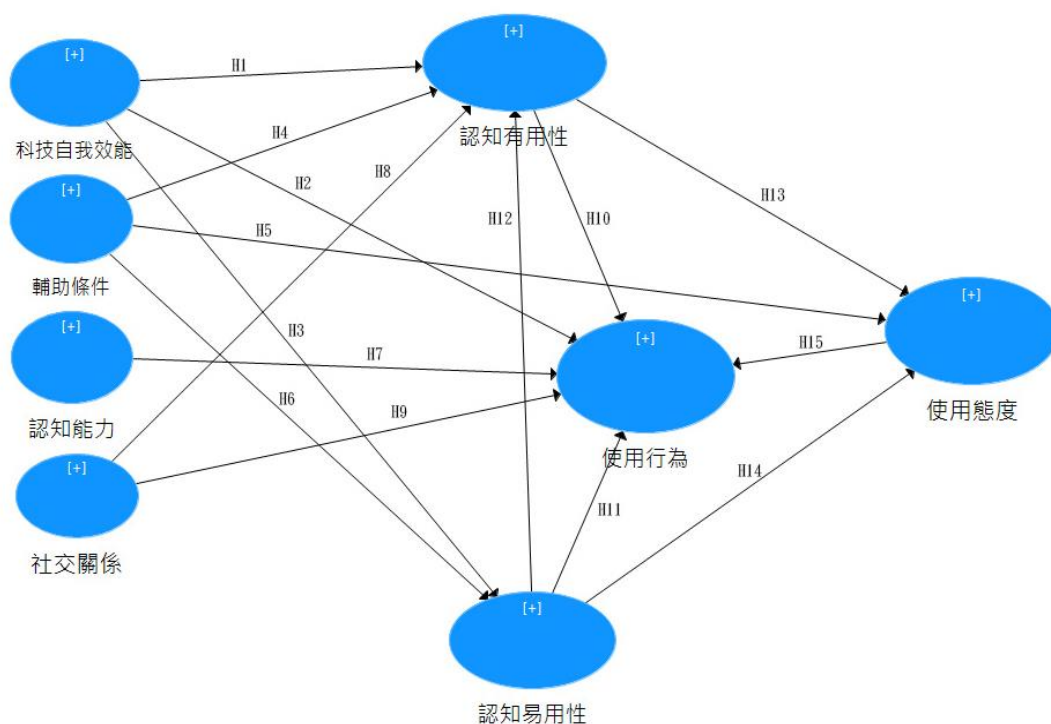 [+]
科技自我效能
[+]
輔助條件
[+]
認知能力
[+]
社交關係
[+]
認知有用性
[+]
使用行為
[+]
認知易用性
[+]
使用態度
H1
H4
H8
H2
H12
H10
H13
H5
H3
H7
H15
H6
H9
H14
H11